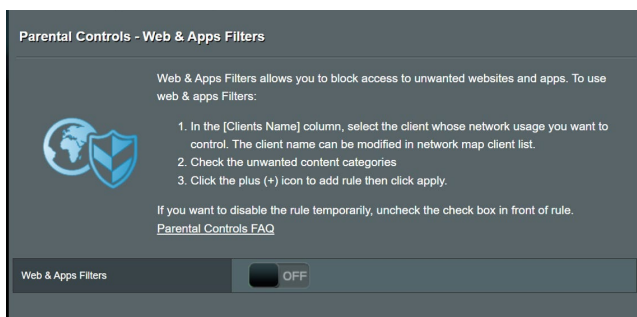 Parental Controls - Web & Apps Filters
Web & Apps Filters allows you to block access to unwanted websites and apps. To use
web & apps Filters:
1. In the [Clients Name] column, select the client whose network usage you want to
control. The client name can be modified in network map client list.
2. Check the unwanted content categories
3. Click the plus (+) icon to add rule then click apply.
If you want to disable the rule temporarily, uncheck the check box in front of rule.
Parental Controls FAQ
Web & Apps Filters
OFF